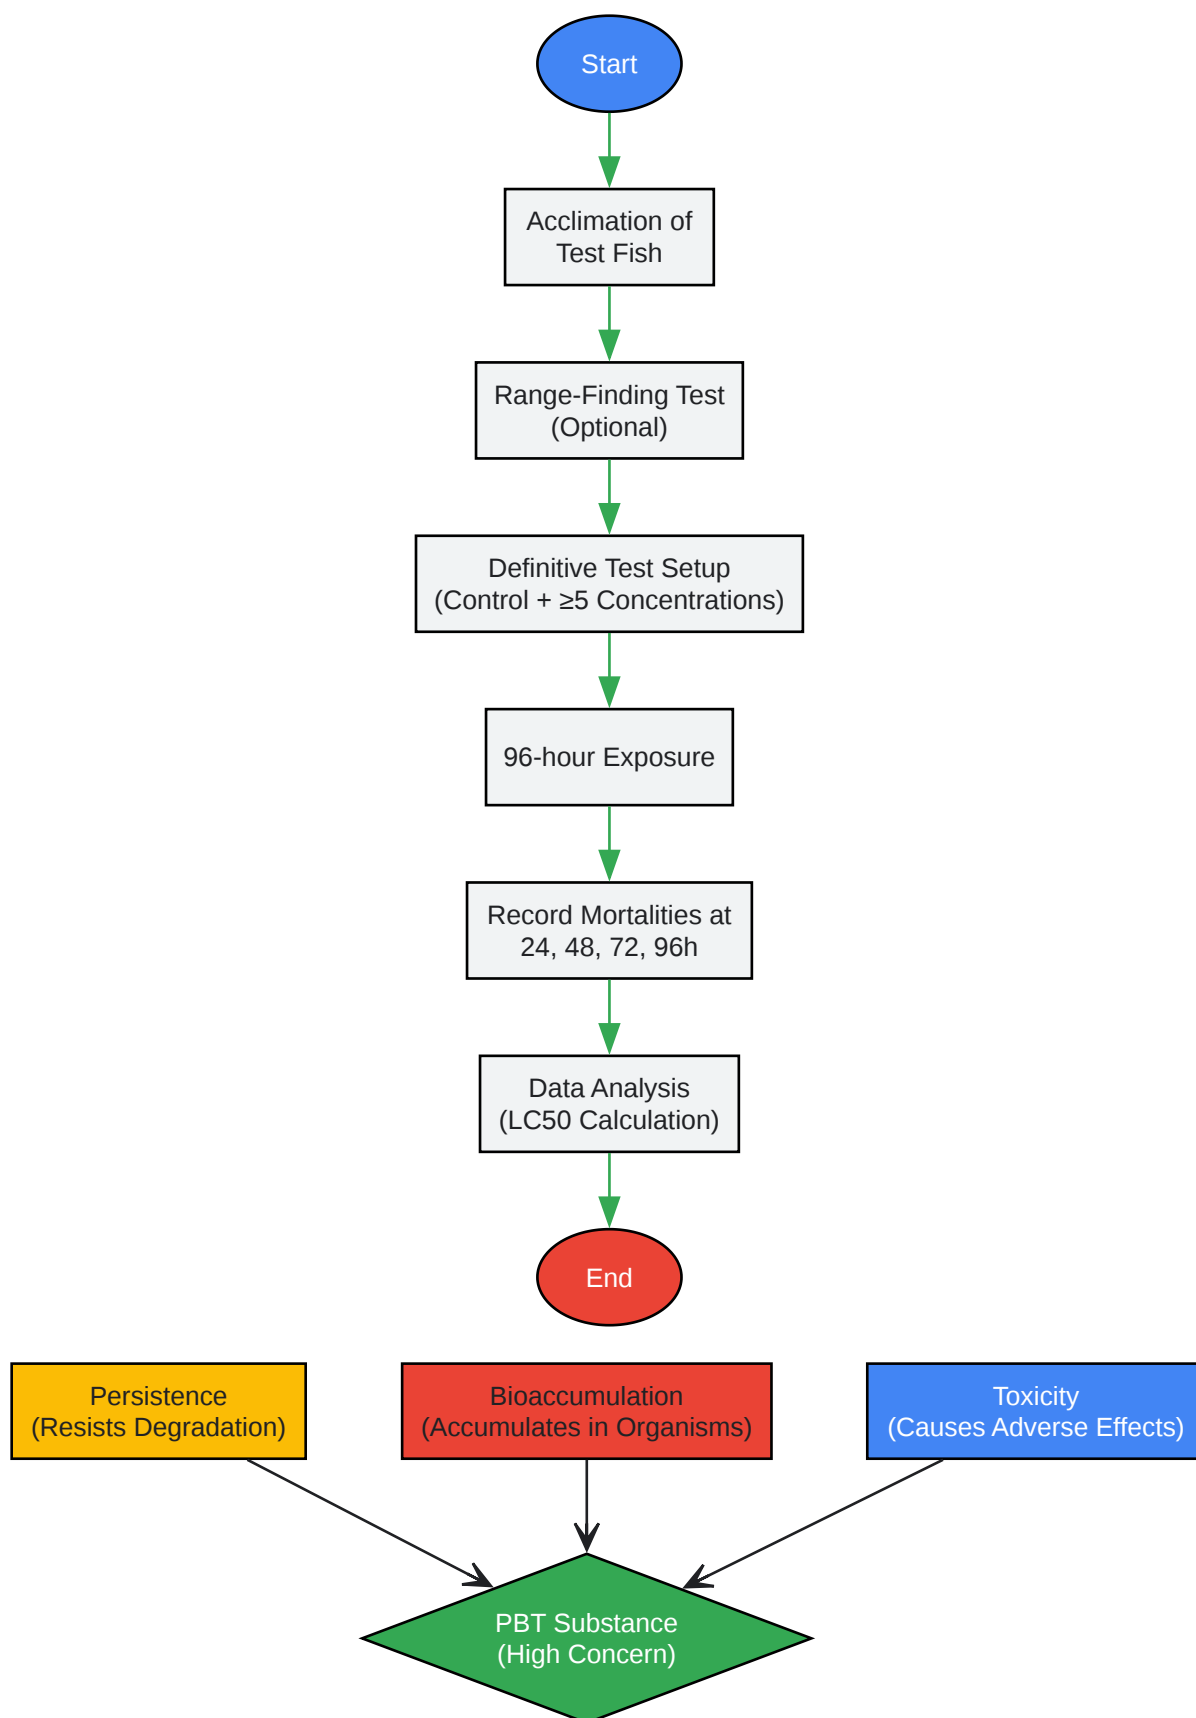 Start
Acclimation of
Test Fish
Range-Finding Test
(Optional)
Definitive Test Setup
(Control + ≥5 Concentrations)
96-hour Exposure
Record Mortalities at
24, 48, 72, 96h
Data Analysis
(LC50 Calculation)
End
Persistence
(Resists Degradation)
Bioaccumulation
(Accumulates in Organisms)
Toxicity
(Causes Adverse Effects)
PBT Substance
(High Concern)